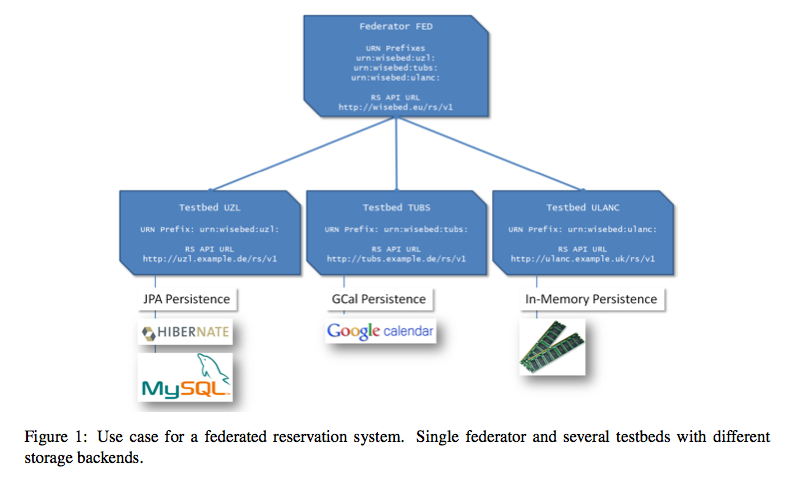 Federator FED
URN Prefixes
urn:wisebed:uzl:
urn:wisebed:tubs:
urn:wisebed:ulanc:
RS API URL
http://wisebed.eu/rs/v1
Testbed UZL
URN Prefix: urn:wisebed:uzl:
RS API URL
http://uzl.example.de/rs/v1
Testbed TUBS
URN Prefix: urn:wisebed:tubs:
RS API URL
http://tubs.example.de/rs/v1
Testbed ULANC
URN Prefix: urn:wisebed:ulanc:
RS API URL
http://ulanc.example.uk/rs/v1
JPA Persistence
HIBERNATE
MySQL
GCal Persistence
Google calendar
In-Memory Persistence
Figure 1: Use case for a federated reservation system. Single federator and several testbeds with different
storage backends.